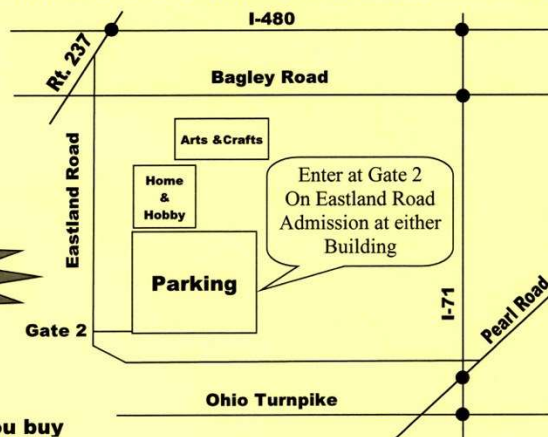 I-480
Rt. 237
Bagley Road
Eastland Road
Arts &Crafts
Home
&
Hobby
Enter at Gate 2
On Eastland Road
Admission at either
Building
Parking
I-71
Pearl Road
Gate 2
Ohio Turnpike
ou buy